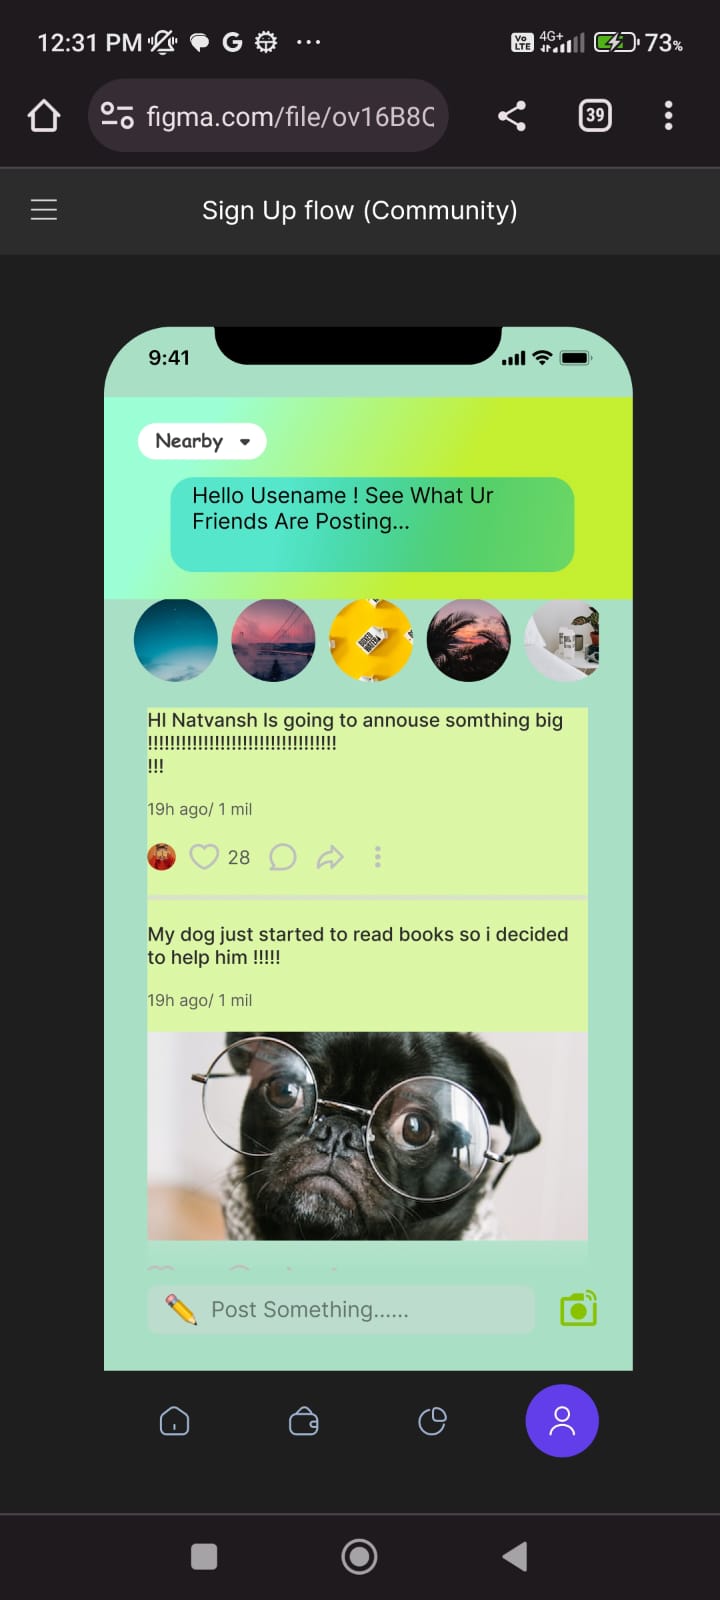 12:31 PM G ... Vo LTE 4G+ 73%
figma.com/file/ov16B8C
39
Sign Up flow (Community)
9:41
Nearby
Hello Usename ! See What Ur
Friends Are Posting...
HI Natvansh Is going to annouse somthing big
!!!!!!!!!!!!!!!!!!!!!!!!!!!!!!!!!!
!!!
19h ago/ 1 mil
28
My dog just started to read books so i decided
to help him !!!!!
19h ago/ 1 mil
Post Something......